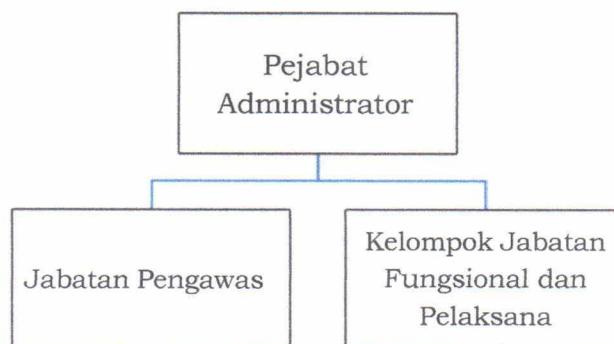 Pejabat
Administrator
Jabatan Pengawas
Kelompok Jabatan
Fungsional dan
Pelaksana